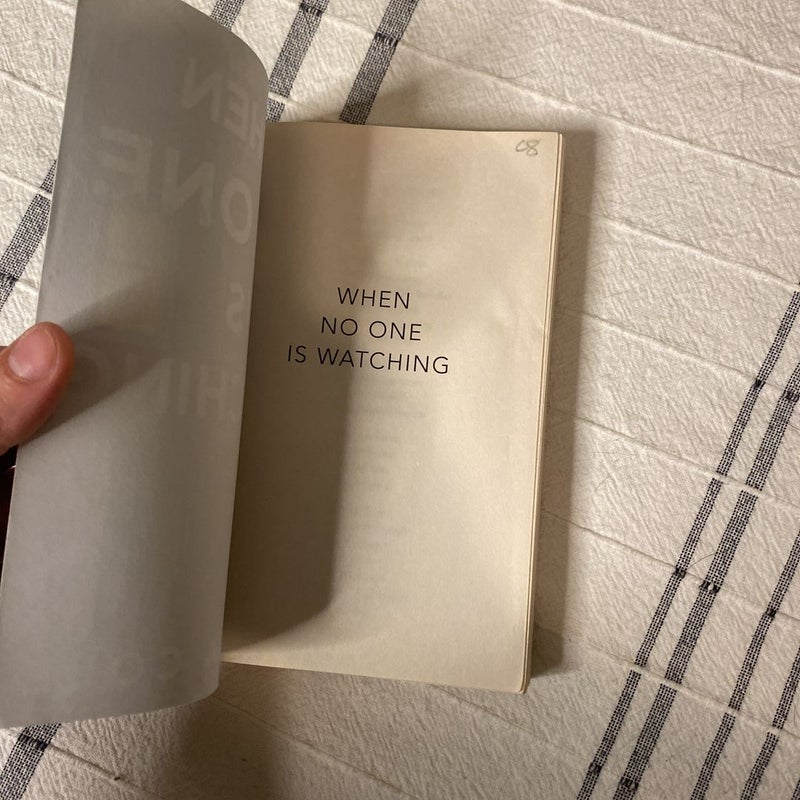 WHEN
NO ONE
IS WATCHING